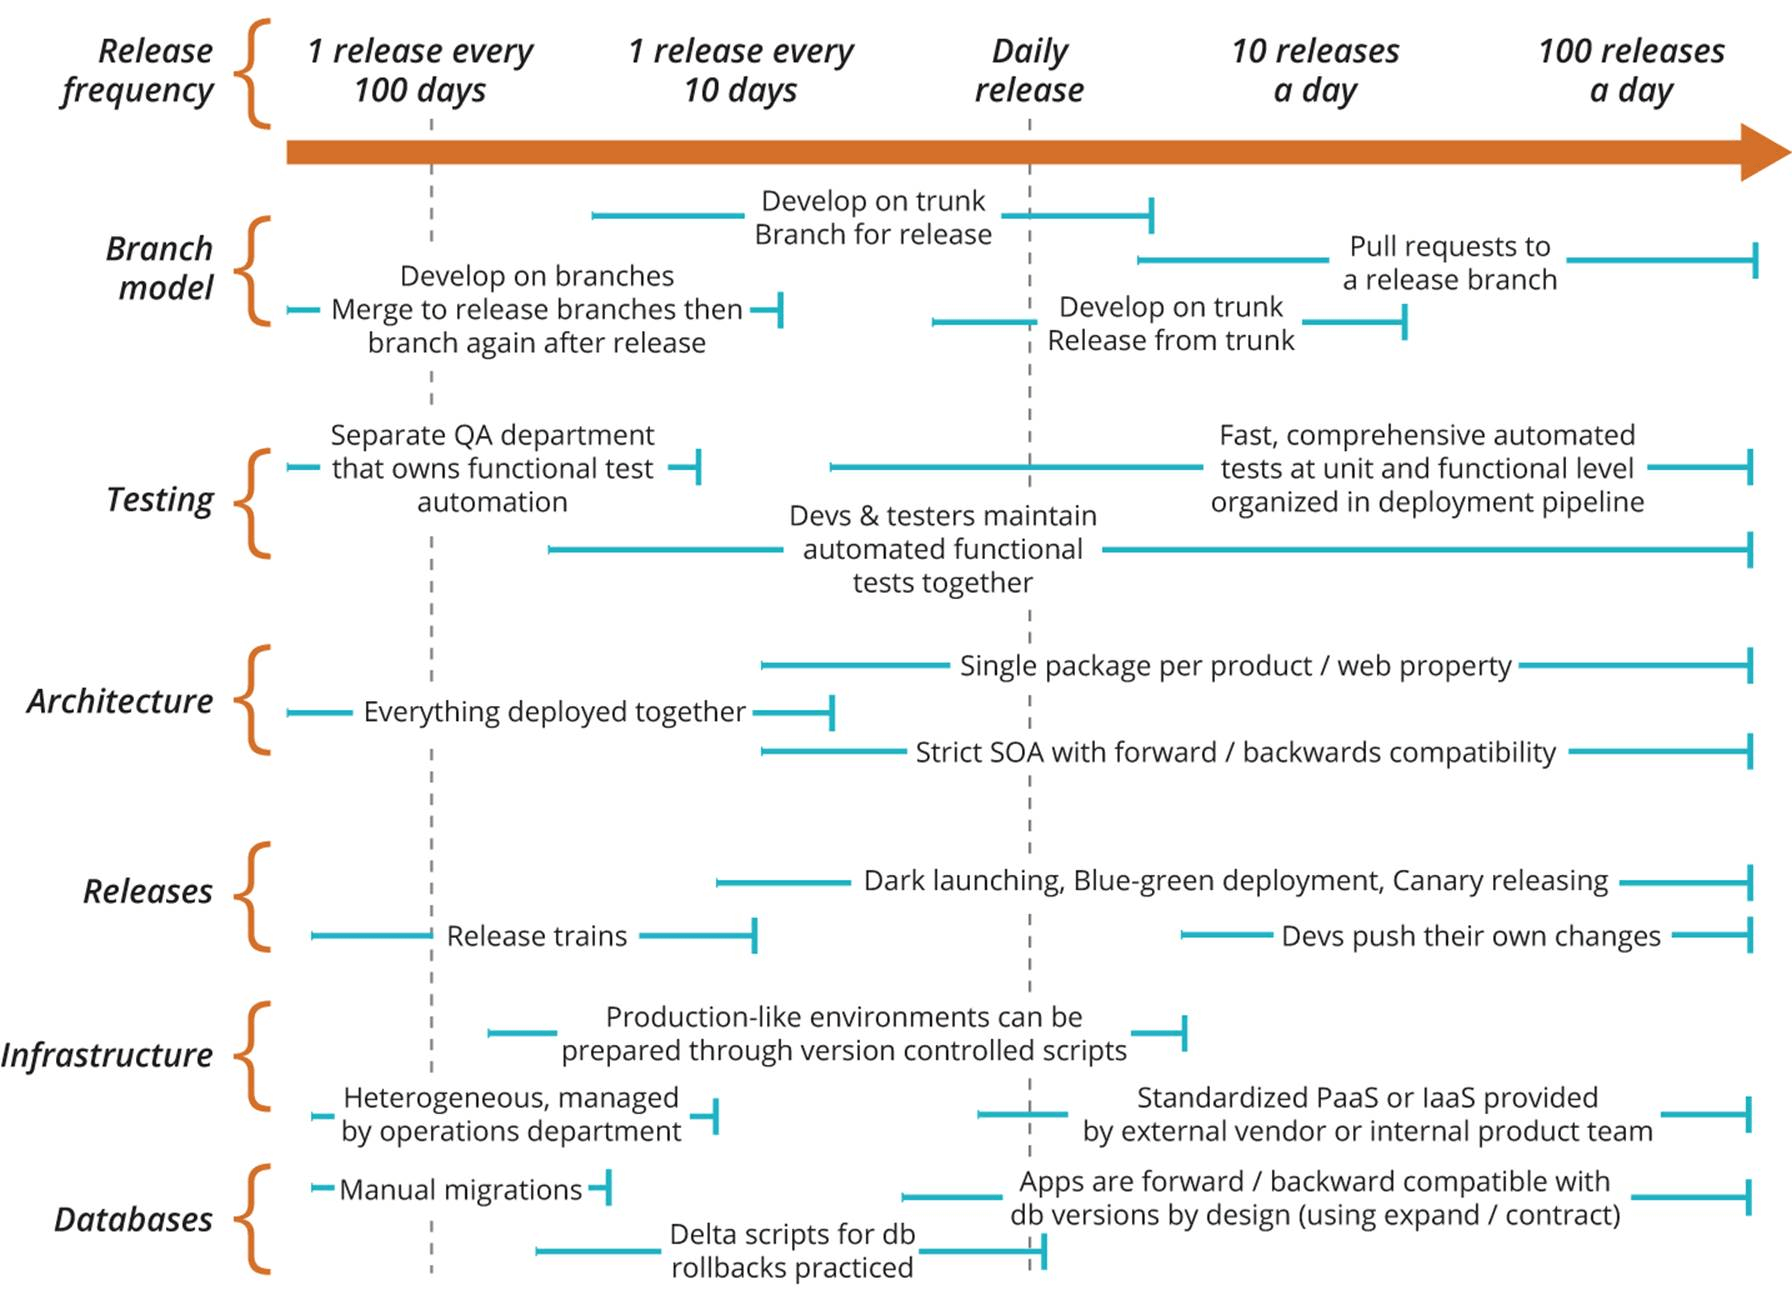 Release
frequency
1 release every
100 days
1 release every
10 days
Daily
release
10 releases
a day
100 releases
a day
Branch
model
Develop on trunk
Branch for release
Pull requests to
a release branch
Develop on branches
Merge to release branches then
branch again after release
Develop on trunk
Release from trunk
Testing
Separate QA department
that owns functional test
automation
Fast, comprehensive automated
tests at unit and functional level
organized in deployment pipeline
Devs & testers maintain
automated functional
tests together
Architecture
Single package per product / web property
Everything deployed together
Strict SOA with forward / backwards compatibility
Releases
Dark launching, Blue-green deployment, Canary releasing
Release trains
Devs push their own changes
Infrastructure
Production-like environments can be
prepared through version controlled scripts
Heterogeneous, managed
by operations department
Standardized PaaS or IaaS provided
by external vendor or internal product team
Databases
Manual migrations
Apps are forward / backward compatible with
db versions by design (using expand / contract)
Delta scripts for db
rollbacks practiced